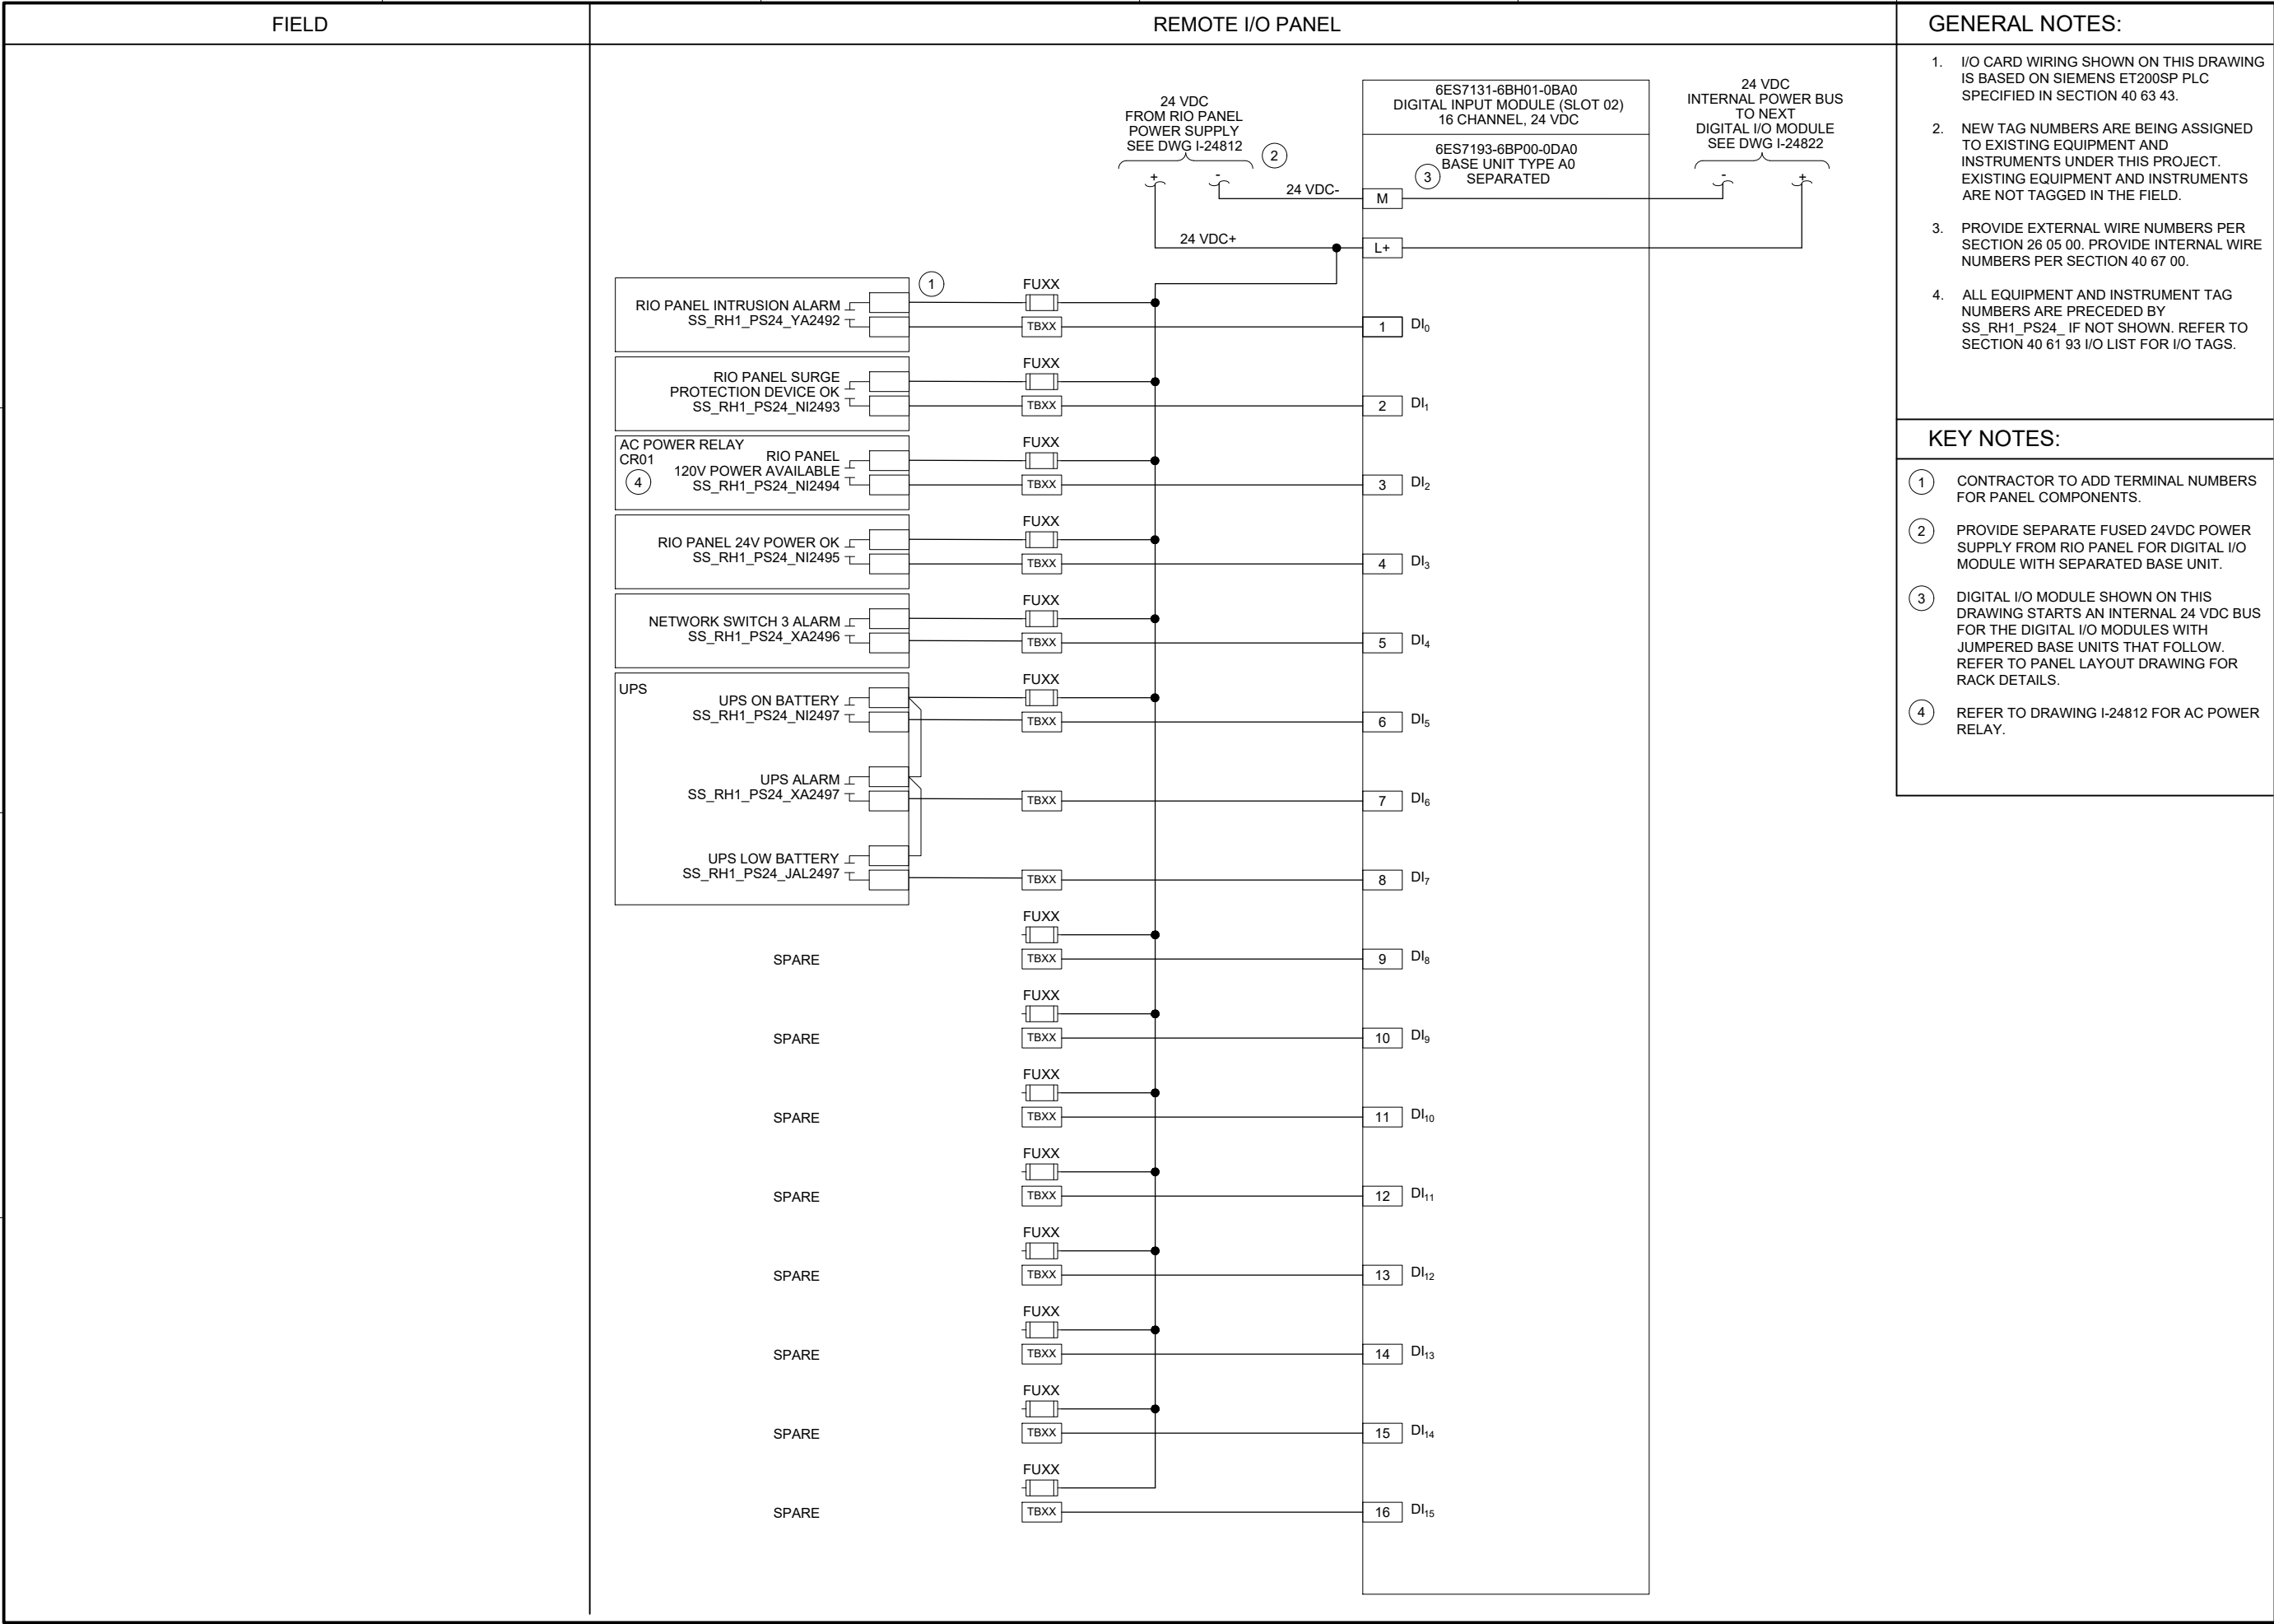 FIELD
REMOTE I/O PANEL
24 VDC
FROM RIO PANEL
POWER SUPPLY
SEE DWG I-24812
2
+
-
24 VDC-
24 VDC+
6ES7131-6BH01-0BA0
DIGITAL INPUT MODULE (SLOT 02)
16 CHANNEL, 24 VDC
6ES7193-6BP00-0DA0
BASE UNIT TYPE A0
SEPARATED
3
M
L+
24 VDC
INTERNAL POWER BUS
TO NEXT
DIGITAL I/O MODULE
SEE DWG I-24822
-
+
RIO PANEL INTRUSION ALARM
SS_RH1_PS24_YA2492
1
FUXX
TBXX
1 DI0
RIO PANEL SURGE
PROTECTION DEVICE OK
SS_RH1_PS24_NI2493
FUXX
TBXX
2 DI1
AC POWER RELAY
CR01
4
RIO PANEL
120V POWER AVAILABLE
SS_RH1_PS24_NI2494
FUXX
TBXX
3 DI2
RIO PANEL 24V POWER OK
SS_RH1_PS24_NI2495
FUXX
TBXX
4 DI3
NETWORK SWITCH 3 ALARM
SS_RH1_PS24_XA2496
FUXX
TBXX
5 DI4
UPS
UPS ON BATTERY
SS_RH1_PS24_NI2497
FUXX
TBXX
6 DI5
UPS ALARM
SS_RH1_PS24_XA2497
TBXX
7 DI6
UPS LOW BATTERY
SS_RH1_PS24_JAL2497
TBXX
8 DI7
FUXX
SPARE
TBXX
9 DI8
FUXX
SPARE
TBXX
10 DI9
FUXX
SPARE
TBXX
11 DI10
FUXX
SPARE
TBXX
12 DI11
FUXX
SPARE
TBXX
13 DI12
FUXX
SPARE
TBXX
14 DI13
FUXX
SPARE
TBXX
15 DI14
FUXX
SPARE
TBXX
16 DI15
GENERAL NOTES:
1. I/O CARD WIRING SHOWN ON THIS DRAWING
IS BASED ON SIEMENS ET200SP PLC
SPECIFIED IN SECTION 40 63 43.
2. NEW TAG NUMBERS ARE BEING ASSIGNED
TO EXISTING EQUIPMENT AND
INSTRUMENTS UNDER THIS PROJECT.
EXISTING EQUIPMENT AND INSTRUMENTS
ARE NOT TAGGED IN THE FIELD.
3. PROVIDE EXTERNAL WIRE NUMBERS PER
SECTION 26 05 00. PROVIDE INTERNAL WIRE
NUMBERS PER SECTION 40 67 00.
4. ALL EQUIPMENT AND INSTRUMENT TAG
NUMBERS ARE PRECEDED BY
SS_RH1_PS24_ IF NOT SHOWN. REFER TO
SECTION 40 61 93 I/O LIST FOR I/O TAGS.
KEY NOTES:
1 CONTRACTOR TO ADD TERMINAL NUMBERS
FOR PANEL COMPONENTS.
2 PROVIDE SEPARATE FUSED 24VDC POWER
SUPPLY FROM RIO PANEL FOR DIGITAL I/O
MODULE WITH SEPARATED BASE UNIT.
3 DIGITAL I/O MODULE SHOWN ON THIS
DRAWING STARTS AN INTERNAL 24 VDC BUS
FOR THE DIGITAL I/O MODULES WITH
JUMPERED BASE UNITS THAT FOLLOW.
REFER TO PANEL LAYOUT DRAWING FOR
RACK DETAILS.
4 REFER TO DRAWING I-24812 FOR AC POWER
RELAY.